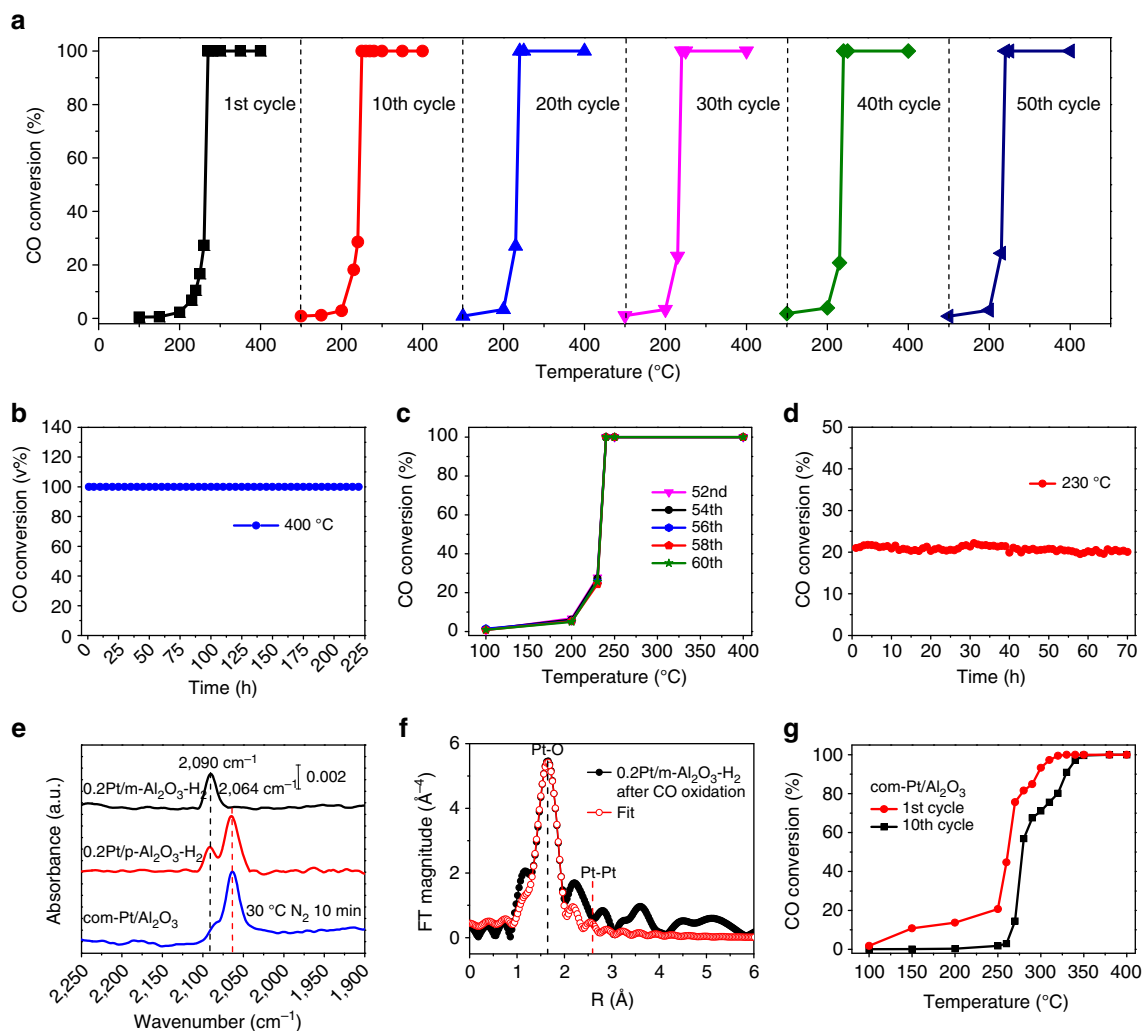 a
CO conversion (%)
100
80
60
40
20
0
1st cycle
10th cycle
20th cycle
30th cycle
40th cycle
50th cycle
200 400 200 400 200 400 200 400 200 400 200 400
Temperature (°C)
b
CO conversion (v%)
140
120
100
80
60
40
20
0
400 °C
0 25 50 75 100 125 150 175 200 225
Time (h)
c
CO conversion (%)
100
80
60
40
20
0
52nd
54th
56th
58th
60th
100 150 200 250 300 350 400
Temperature (°C)
d
CO conversion (%)
50
40
30
20
10
0
230 °C
0 10 20 30 40 50 60 70
Time (h)
e
Absorbance (a.u.)
2,090 cm⁻¹
0.002
0.2Pt/m-Al₂O₃-H₂
2,064 cm⁻¹
0.2Pt/p-Al₂O₃-H₂
com-Pt/Al₂O₃
30 °C N₂ 10 min
2,250 2,200 2,150 2,100 2,050 2,000 1,950 1,900
Wavenumber (cm⁻¹)
f
FT magnitude (Å⁻⁴)
6
4
2
0
Pt-O
0.2Pt/m-Al₂O₃-H₂
after CO oxidation
Fit
Pt-Pt
0 1 2 3 4 5 6
R (Å)
g
CO conversion (%)
100
80
60
40
20
0
com-Pt/Al₂O₃
1st cycle
10th cycle
100 150 200 250 300 350 400
Temperature (°C)